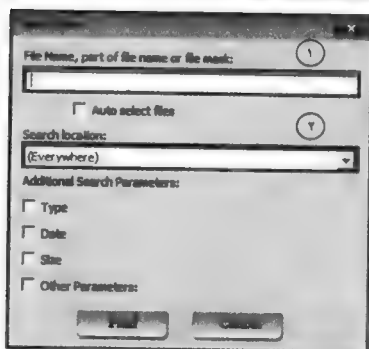 File Name, part of file name or file mask:
١
Auto select files
٢
Search location:
(Everywhere)
Additional Search Parameters:
Type
Date
Size
Other Parameters: